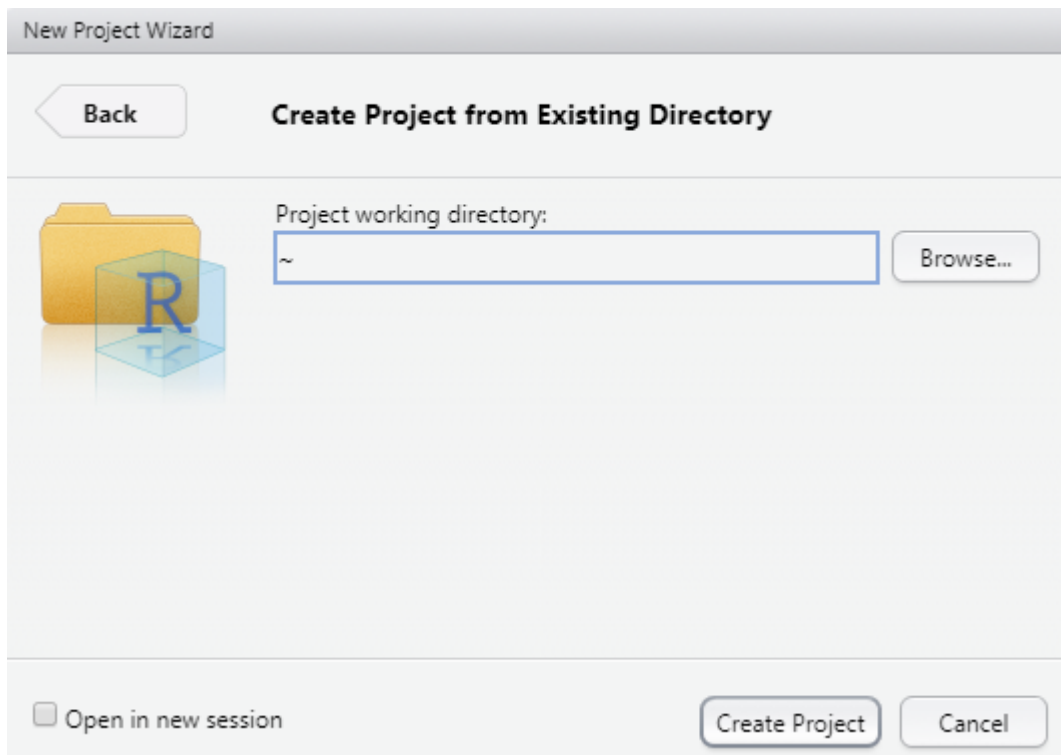 New Project Wizard
Back
Create Project from Existing Directory
Project working directory:
~
Browse...
R
Open in new session
Create Project
Cancel